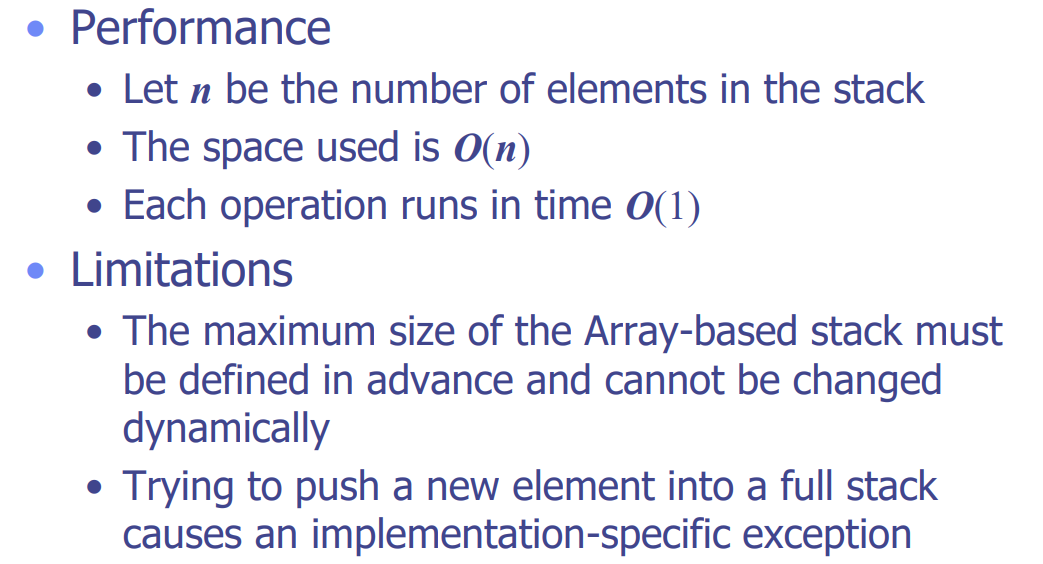 • Performance
• Let n be the number of elements in the stack
• The space used is O(n)
• Each operation runs in time O(1)
• Limitations
• The maximum size of the Array-based stack must
be defined in advance and cannot be changed
dynamically
• Trying to push a new element into a full stack
causes an implementation-specific exception